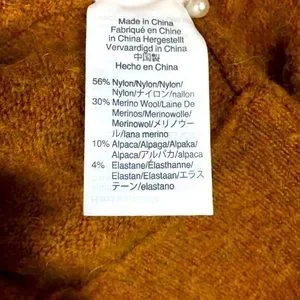 Made in China
Fabriqué en Chine
in China Hergestellt
Vervaardigd in China
中国製
Hecho en China
56% Nylon/Nylon/Nylon/
Nylon/ナイロン/nailon
30% Merino Wool/Laine De
Merinos/Merinowolle/
Merinowol/メリノウー
ル/lana merino
10% Alpaca/Alpaga/Alpaka/
Alpaca/アルパカ/alpaca
4% Elastane/Élasthanne/
Elastan/Elastaan/エラス
テーン/elastano